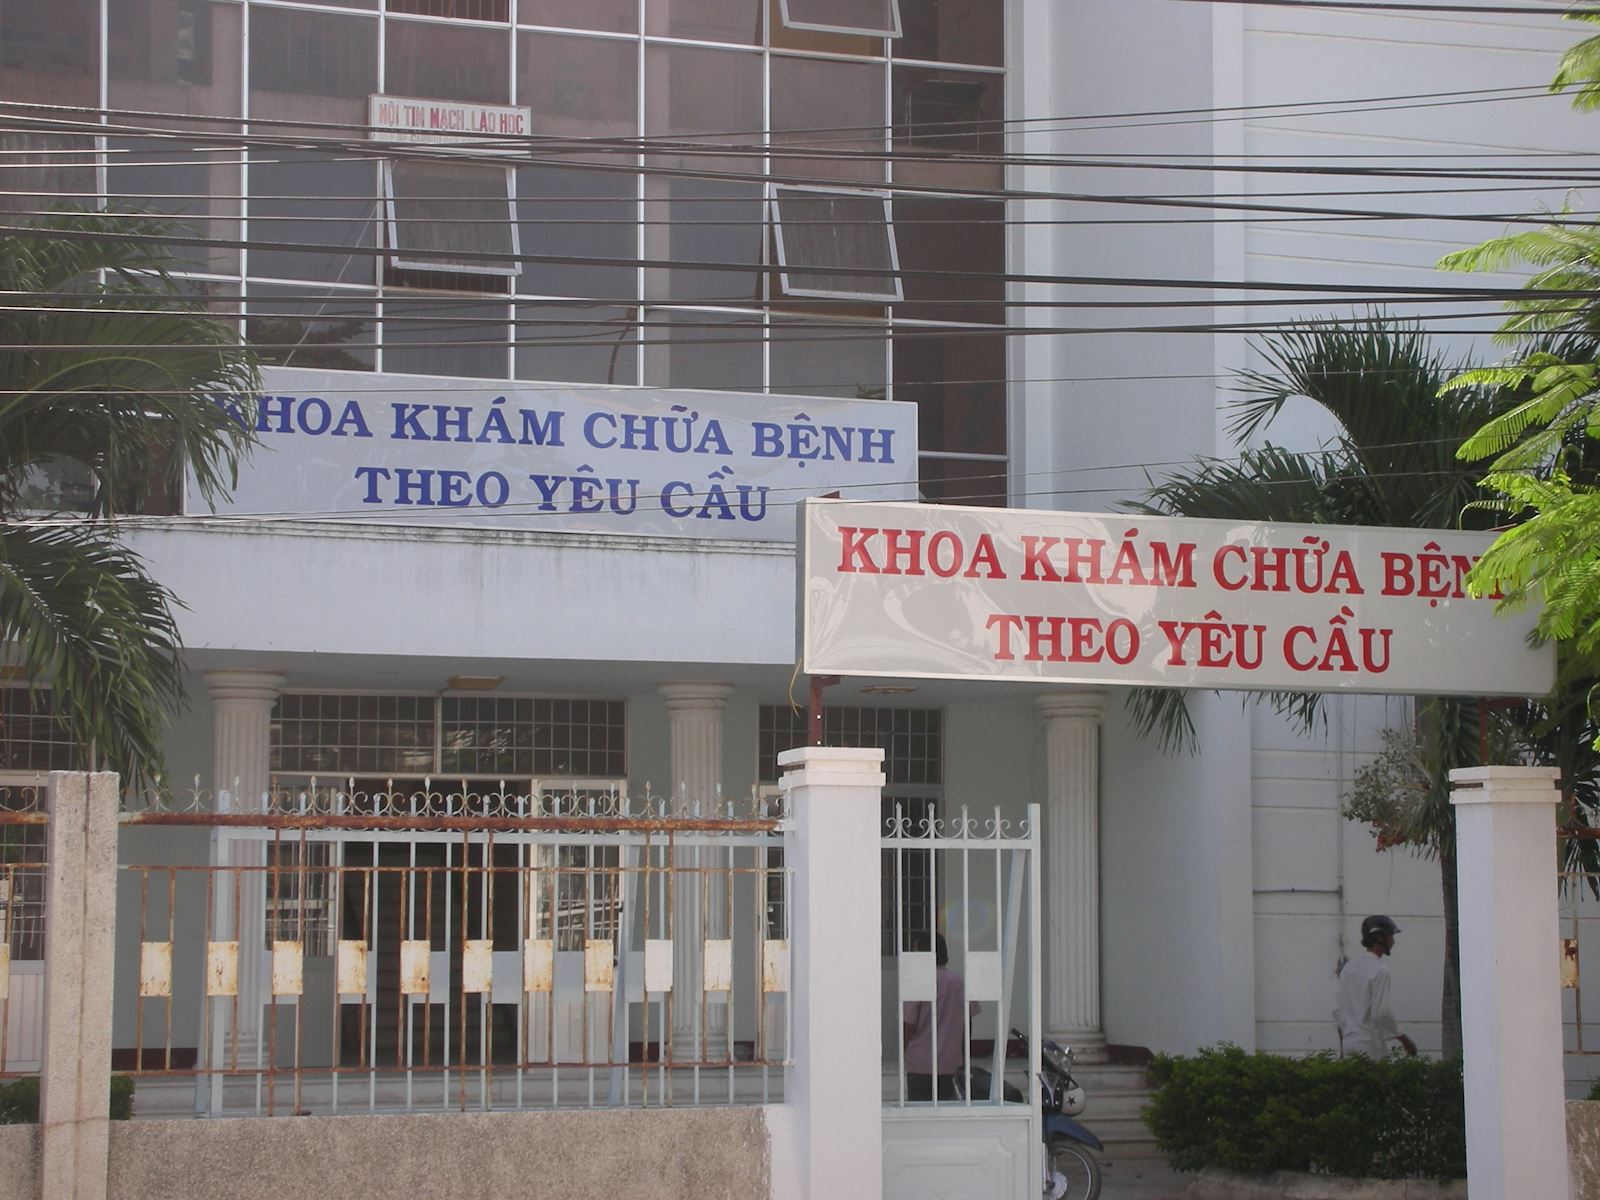 NỘI TIM MẠCH. LÃO HỌC
KHOA KHÁM CHỮA BỆNH
THEO YÊU CẦU
KHOA KHÁM CHỮA BỆNH
THEO YÊU CẦU